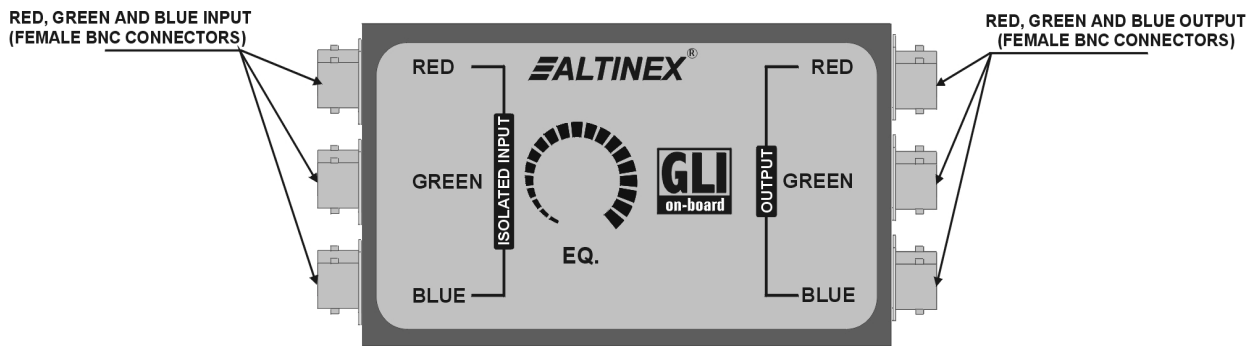 RED, GREEN AND BLUE INPUT
(FEMALE BNC CONNECTORS)
RED, GREEN AND BLUE OUTPUT
(FEMALE BNC CONNECTORS)
RED
ALTINEX®
RED
ISOLATED INPUT
GREEN
GLI
on-board
OUTPUT
GREEN
EQ.
BLUE
BLUE